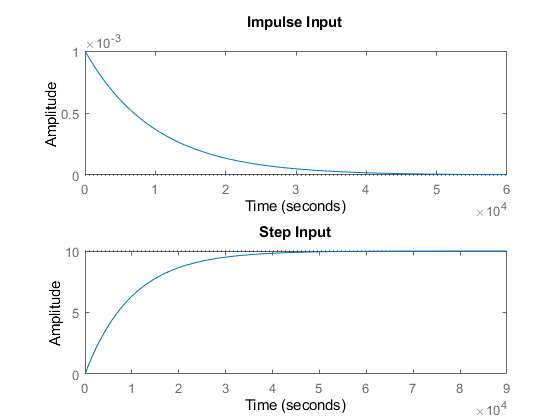 Impulse Input
×10-3
1
0.5
0
Amplitude
0 1 2 3 4 5 6
Time (seconds)
×104
Step Input
10
5
0
Amplitude
0 1 2 3 4 5 6 7 8 9
Time (seconds)
×104